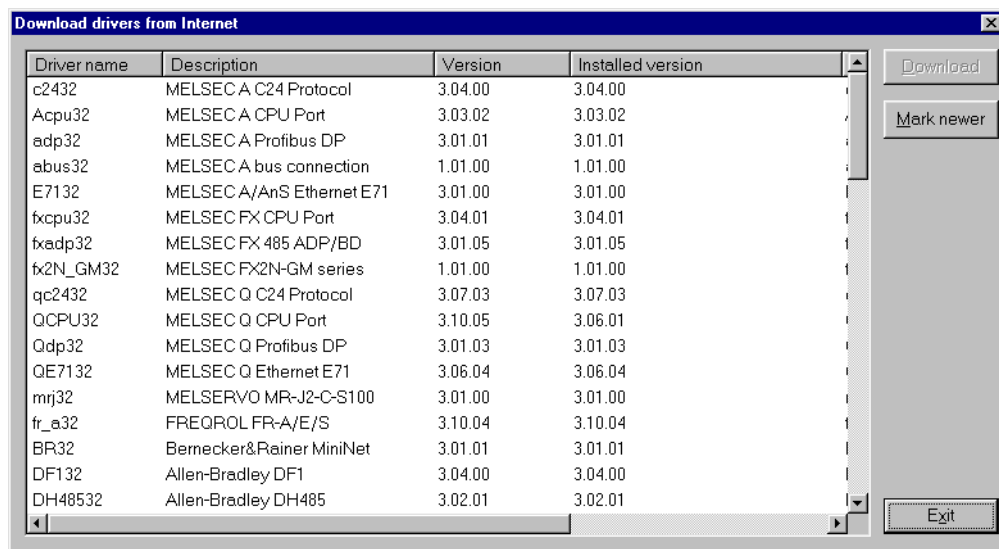 Download drivers from Internet
Driver name Description Version Installed version
Download
c2432 MELSEC A C24 Protocol 3.04.00 3.04.00
Acpu32 MELSEC A CPU Port 3.03.02 3.03.02
Mark newer
adp32 MELSEC A Profibus DP 3.01.01 3.01.01
abus32 MELSEC A bus connection 1.01.00 1.01.00
E7132 MELSEC A/AnS Ethernet E71 3.01.00 3.01.00
fxcpu32 MELSEC FX CPU Port 3.04.01 3.04.01
fxadp32 MELSEC FX 485 ADP/BD 3.01.05 3.01.05
fx2N_GM32 MELSEC FX2N-GM series 1.01.00 1.01.00
qc2432 MELSEC Q C24 Protocol 3.07.03 3.07.03
QCPU32 MELSEC Q CPU Port 3.10.05 3.06.01
Qdp32 MELSEC Q Profibus DP 3.01.03 3.01.03
QE7132 MELSEC Q Ethernet E71 3.06.04 3.06.04
mrj32 MELSERVO MR-J2-C-S100 3.01.00 3.01.00
fr_a32 FREQROL FR-A/E/S 3.10.04 3.10.04
BR32 Bernecker&Rainer MiniNet 3.01.01 3.01.01
DF132 Allen-Bradley DF1 3.04.00 3.04.00
DH48532 Allen-Bradley DH485 3.02.01 3.02.01
Exit